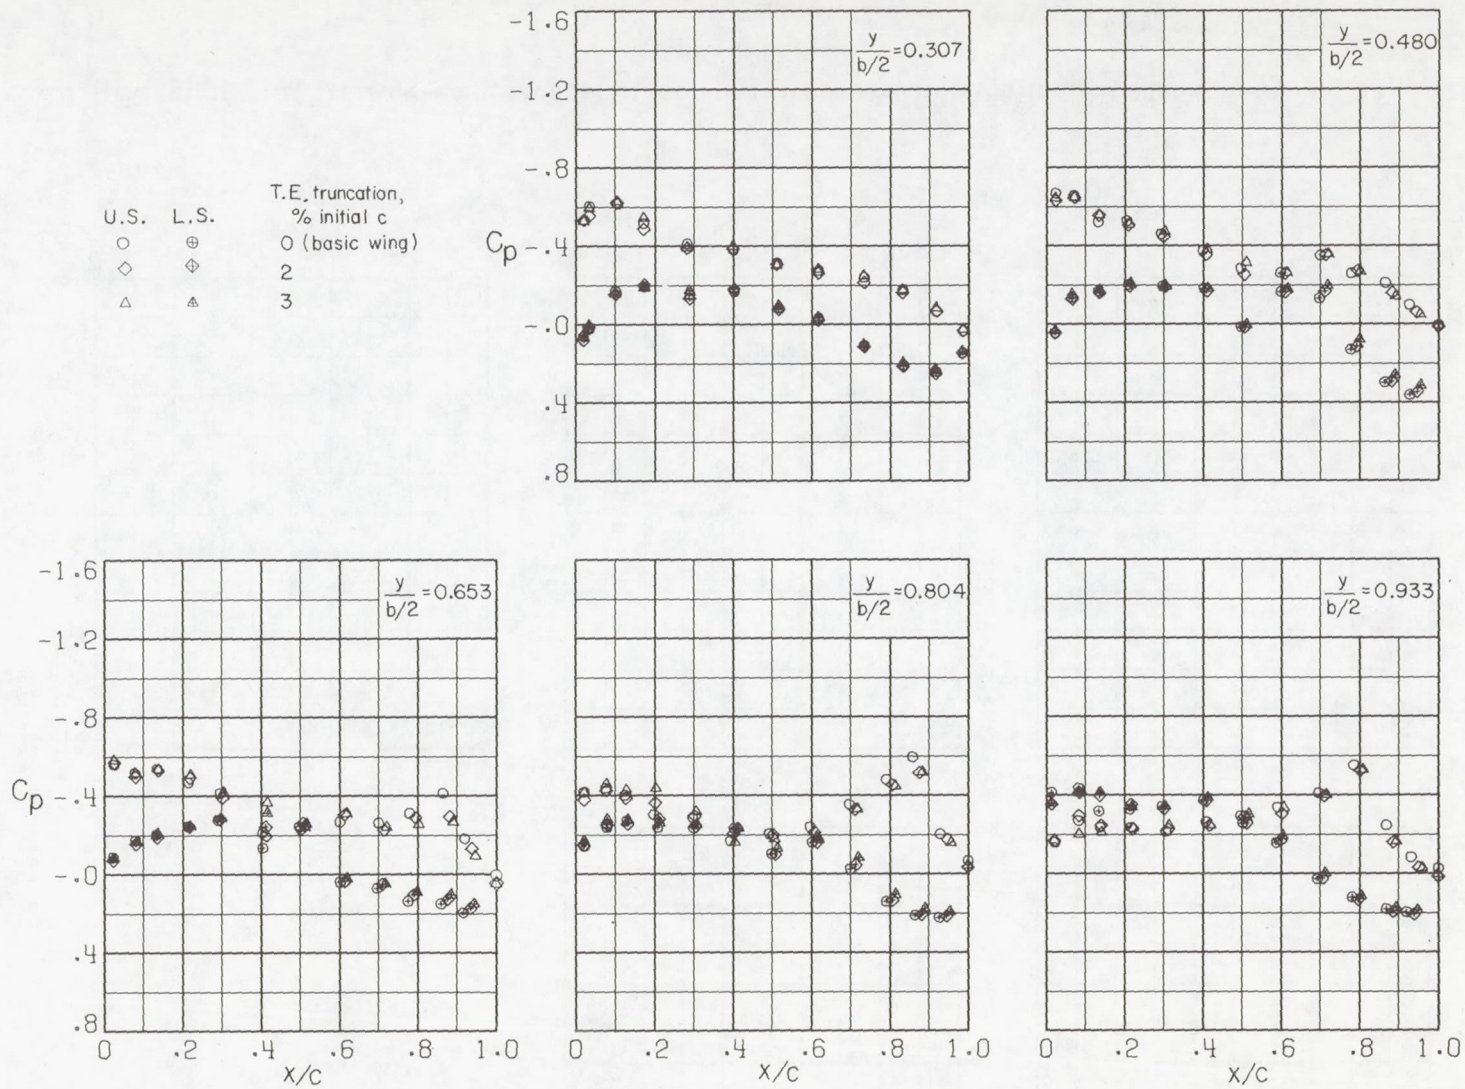 U.S.
L.S.
T.E. truncation,
% initial c
0 (basic wing)
2
3
-1.6
-1.2
-.8
Cp
-.4
-.0
.4
.8
y
b/2 =0.307
y
b/2 =0.480
-1.6
-1.2
-.8
Cp
-.4
-.0
.4
.8
y
b/2 =0.653
y
b/2 =0.804
y
b/2 =0.933
0 .2 .4 .6 .8 1.0
x/c
0 .2 .4 .6 .8 1.0
x/c
0 .2 .4 .6 .8 1.0
x/c